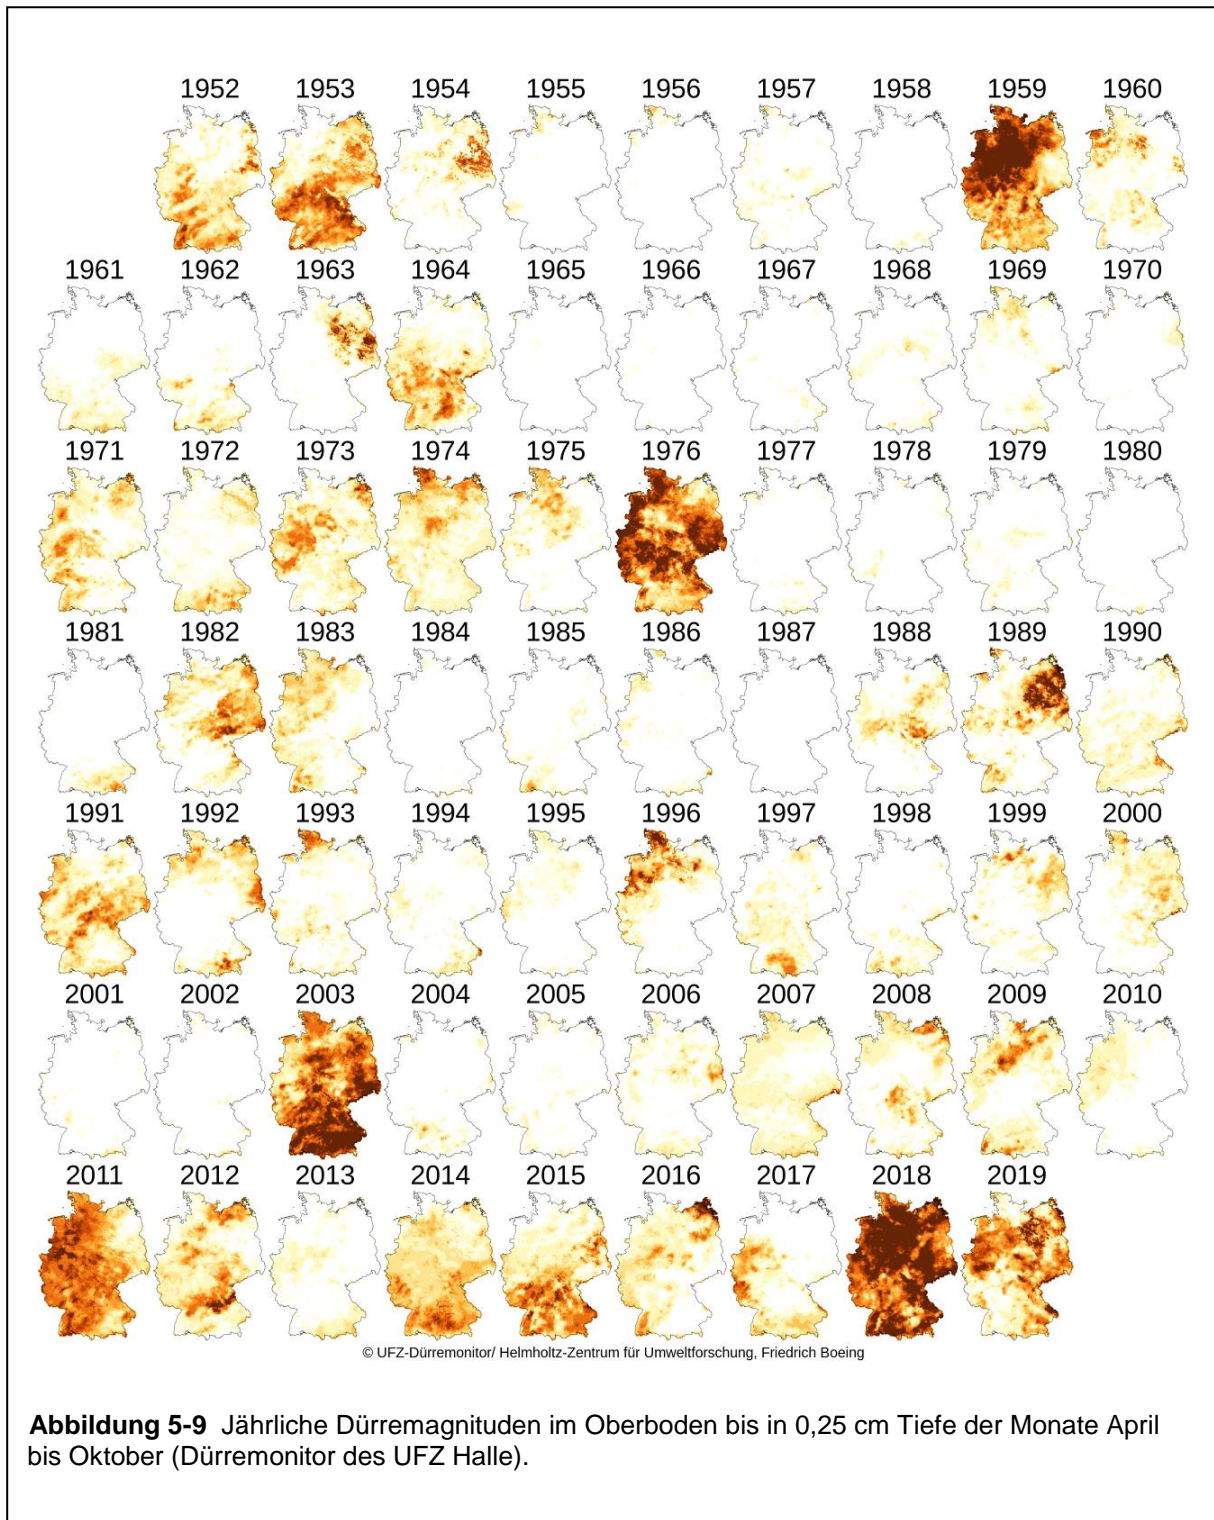 1952 1953 1954 1955 1956 1957 1958 1959 1960
1961 1962 1963 1964 1965 1966 1967 1968 1969 1970
1971 1972 1973 1974 1975 1976 1977 1978 1979 1980
1981 1982 1983 1984 1985 1986 1987 1988 1989 1990
1991 1992 1993 1994 1995 1996 1997 1998 1999 2000
2001 2002 2003 2004 2005 2006 2007 2008 2009 2010
2011 2012 2013 2014 2015 2016 2017 2018 2019
© UFZ-Dürremonitor/ Helmholtz-Zentrum für Umweltforschung, Friedrich Boeing
Abbildung 5-9 Jährliche Dürremagnituden im Oberboden bis in 0,25 cm Tiefe der Monate April
bis Oktober (Dürremonitor des UFZ Halle).